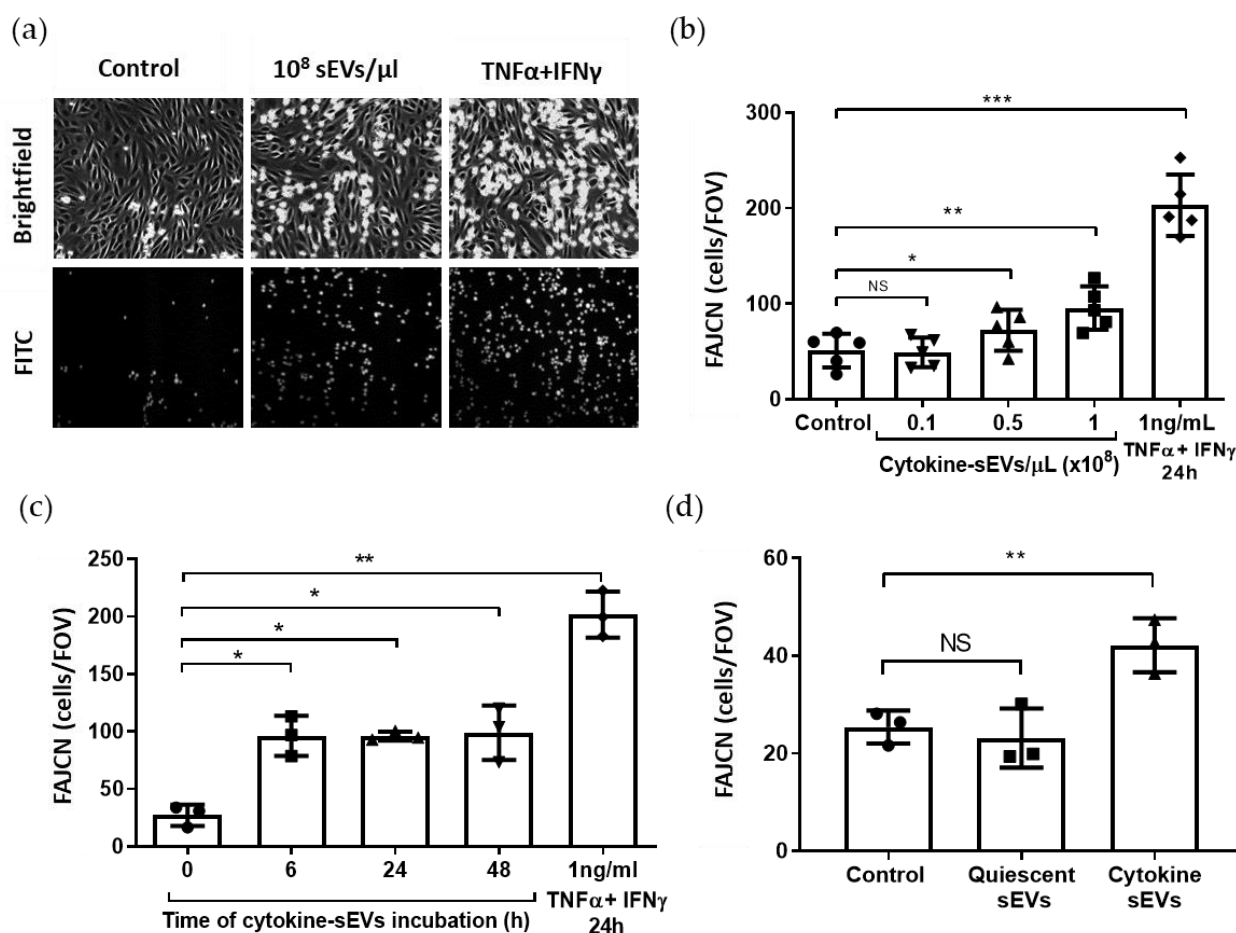 (a)
Control
10⁸ sEVs/µl
TNFα+IFNγ
Brightfield
FITC
(b)
FAJCN (cells/FOV)
300
200
100
0
***
**
*
NS
Control
0.1
0.5
1
1ng/mL
TNFα + IFNγ
24h
Cytokine-sEVs/µL (x10⁸)
(c)
FAJCN (cells/FOV)
250
200
150
100
50
0
**
*
*
*
0
6
24
48
1ng/ml
TNFα + IFNγ
24h
Time of cytokine-sEVs incubation (h)
(d)
FAJCN (cells/FOV)
60
40
20
0
**
NS
Control
Quiescent
sEVs
Cytokine
sEVs